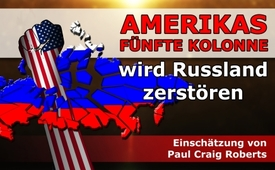 AMERIKAS
FÜNFTE KOLONNE
wird Russland
zerstören
Einschätzung von
Paul Craig Roberts